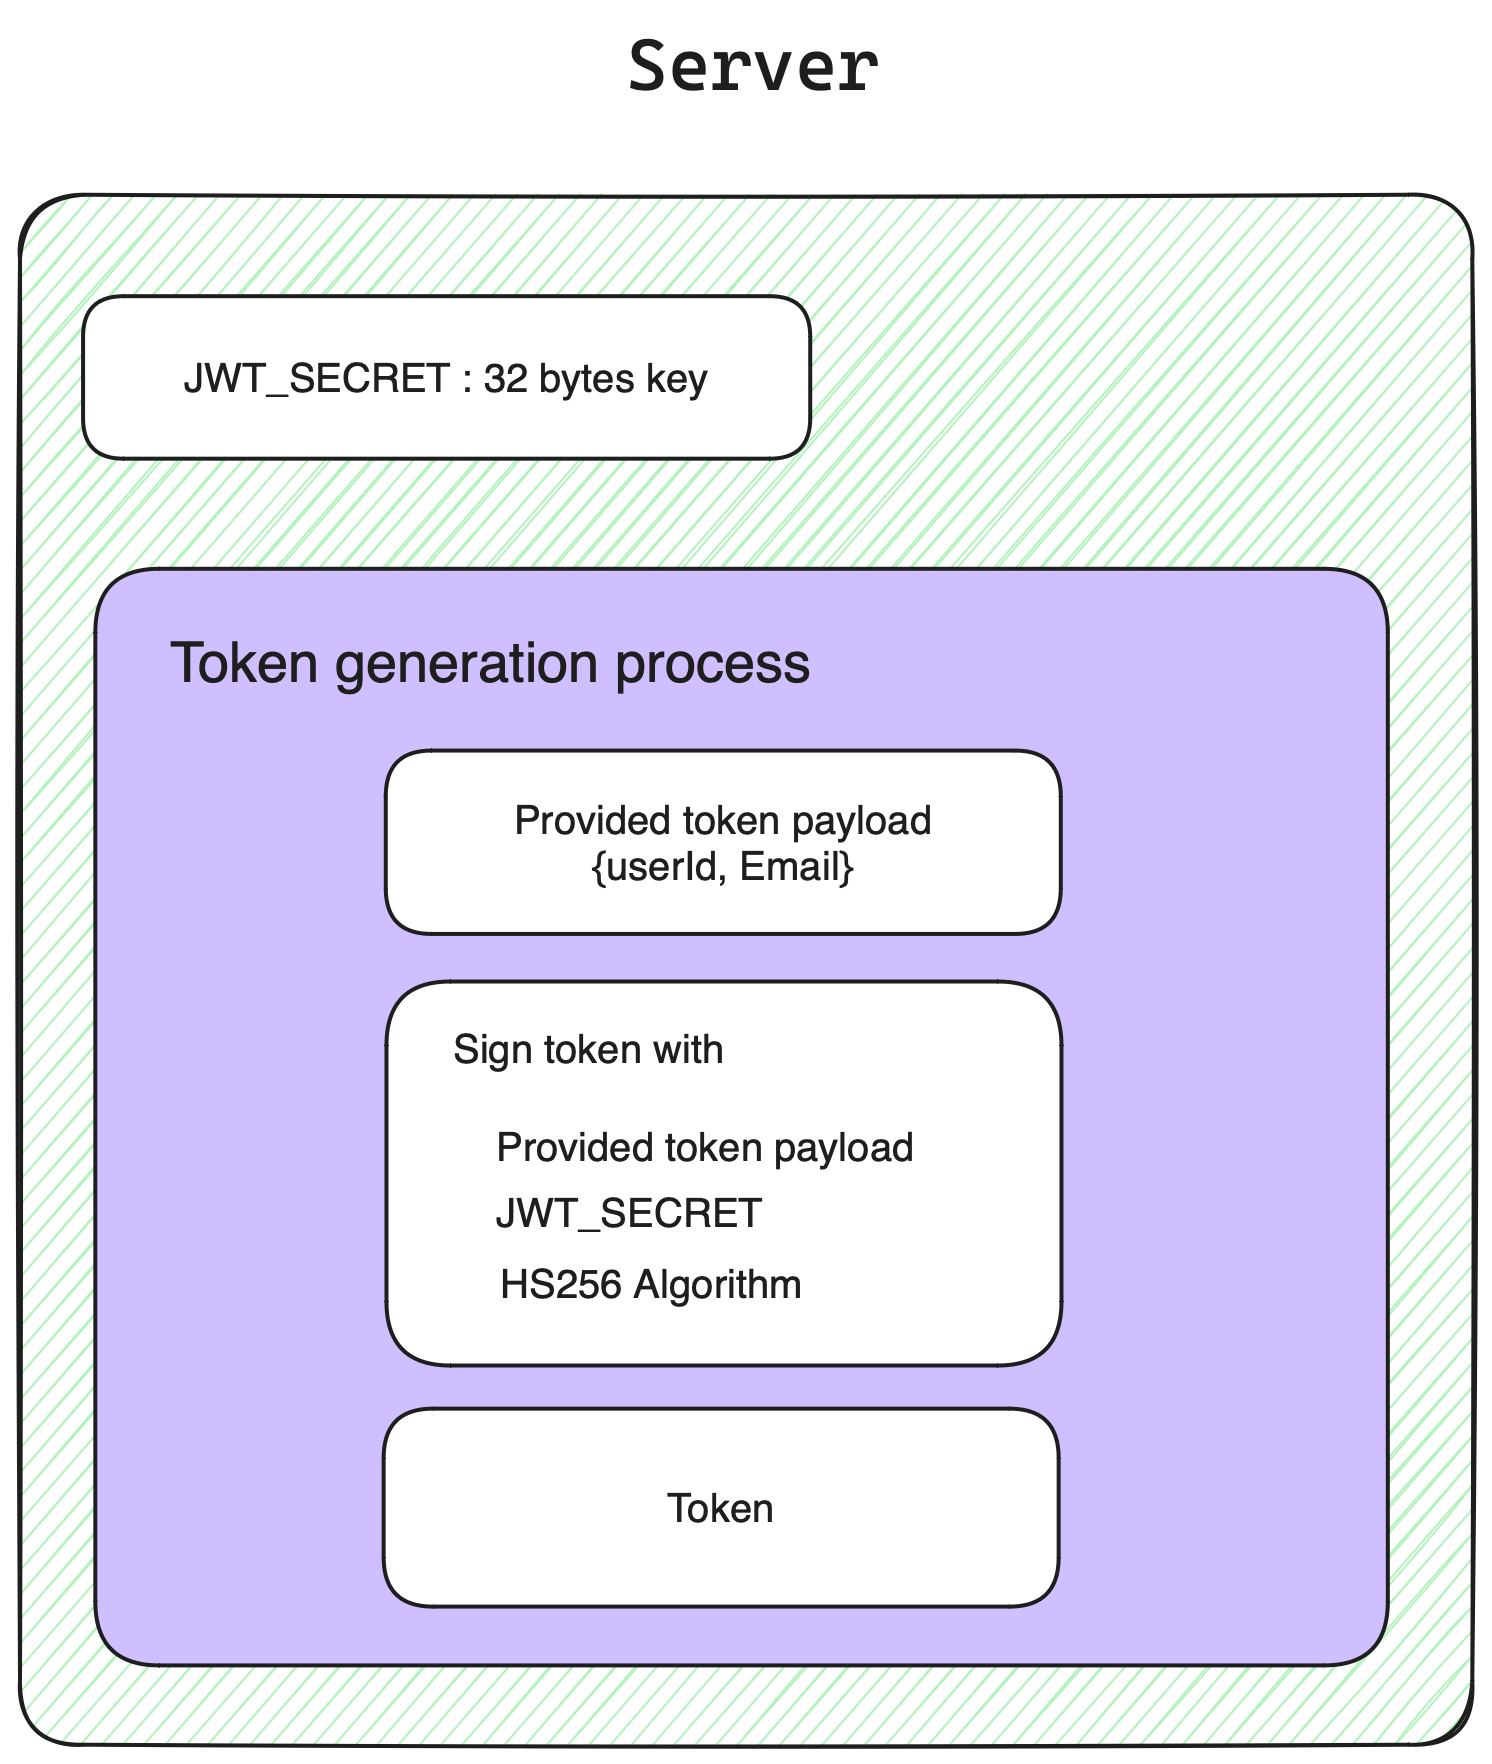 Server
JWT_SECRET : 32 bytes key
Token generation process
Provided token payload
{userId, Email}
Sign token with
Provided token payload
JWT_SECRET
HS256 Algorithm
Token